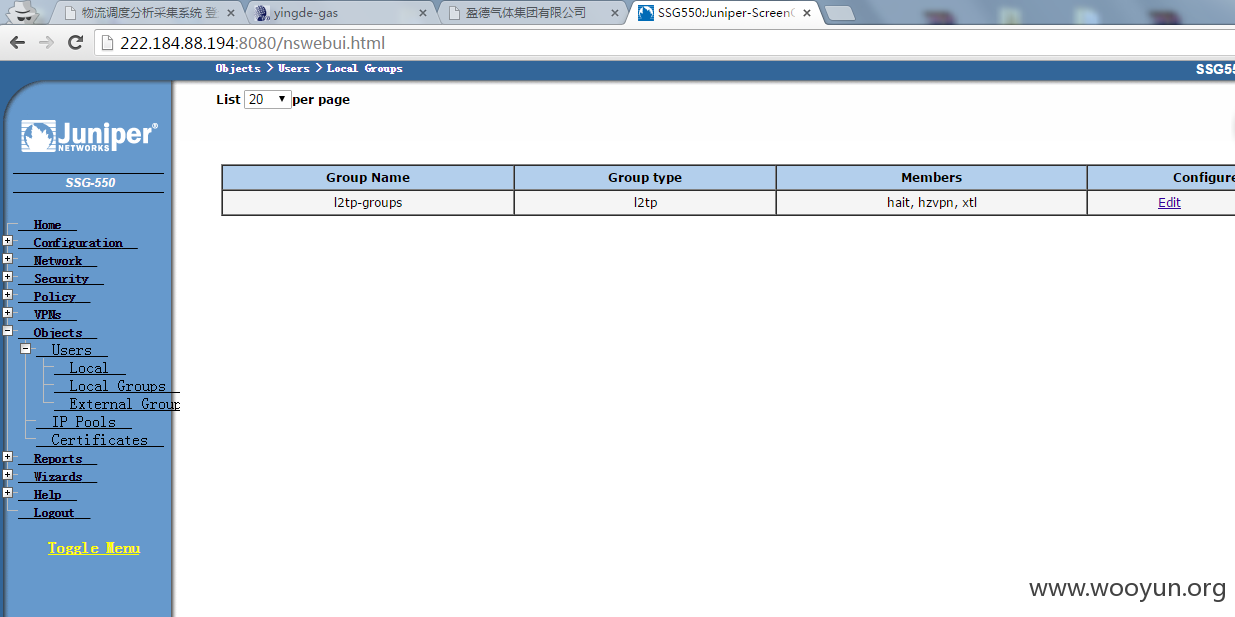 物流调度分析采集系统 登
yingde-gas
盈德气体集团有限公司
SSG550:Juniper-Screen
222.184.88.194:8080/nswebui.html
Objects > Users > Local Groups
SSG55
List 20 per page
Juniper®
NETWORKS
SSG-550
Group Name Group type Members Configure
l2tp-groups l2tp hait, hzvpn, xtl Edit
Home
Configuration
Network
Security
Policy
VPNs
Objects
Users
Local
Local Groups
External Group
IP Pools
Certificates
Reports
Wizards
Help
Logout
Toggle Menu
www.wooyun.org